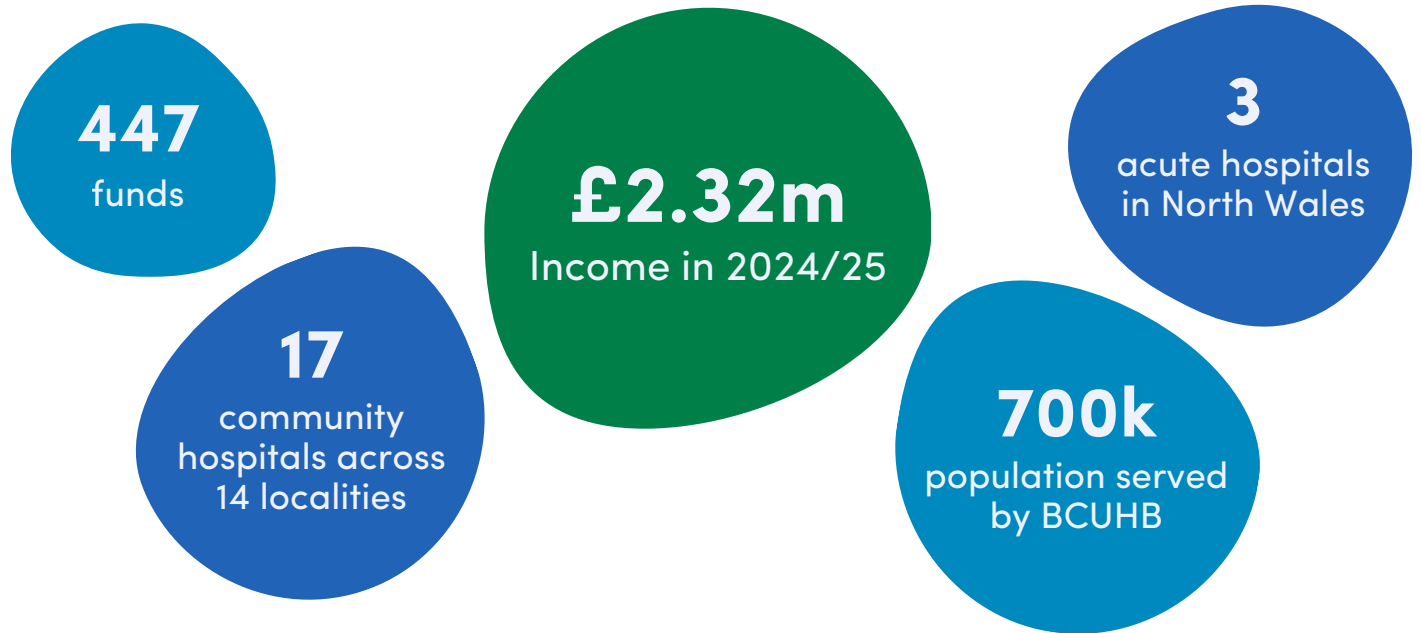 447
funds
17
community
hospitals across
14 localities
£2.32m
Income in 2024/25
3
acute hospitals
in North Wales
700k
population served
by BCUHB